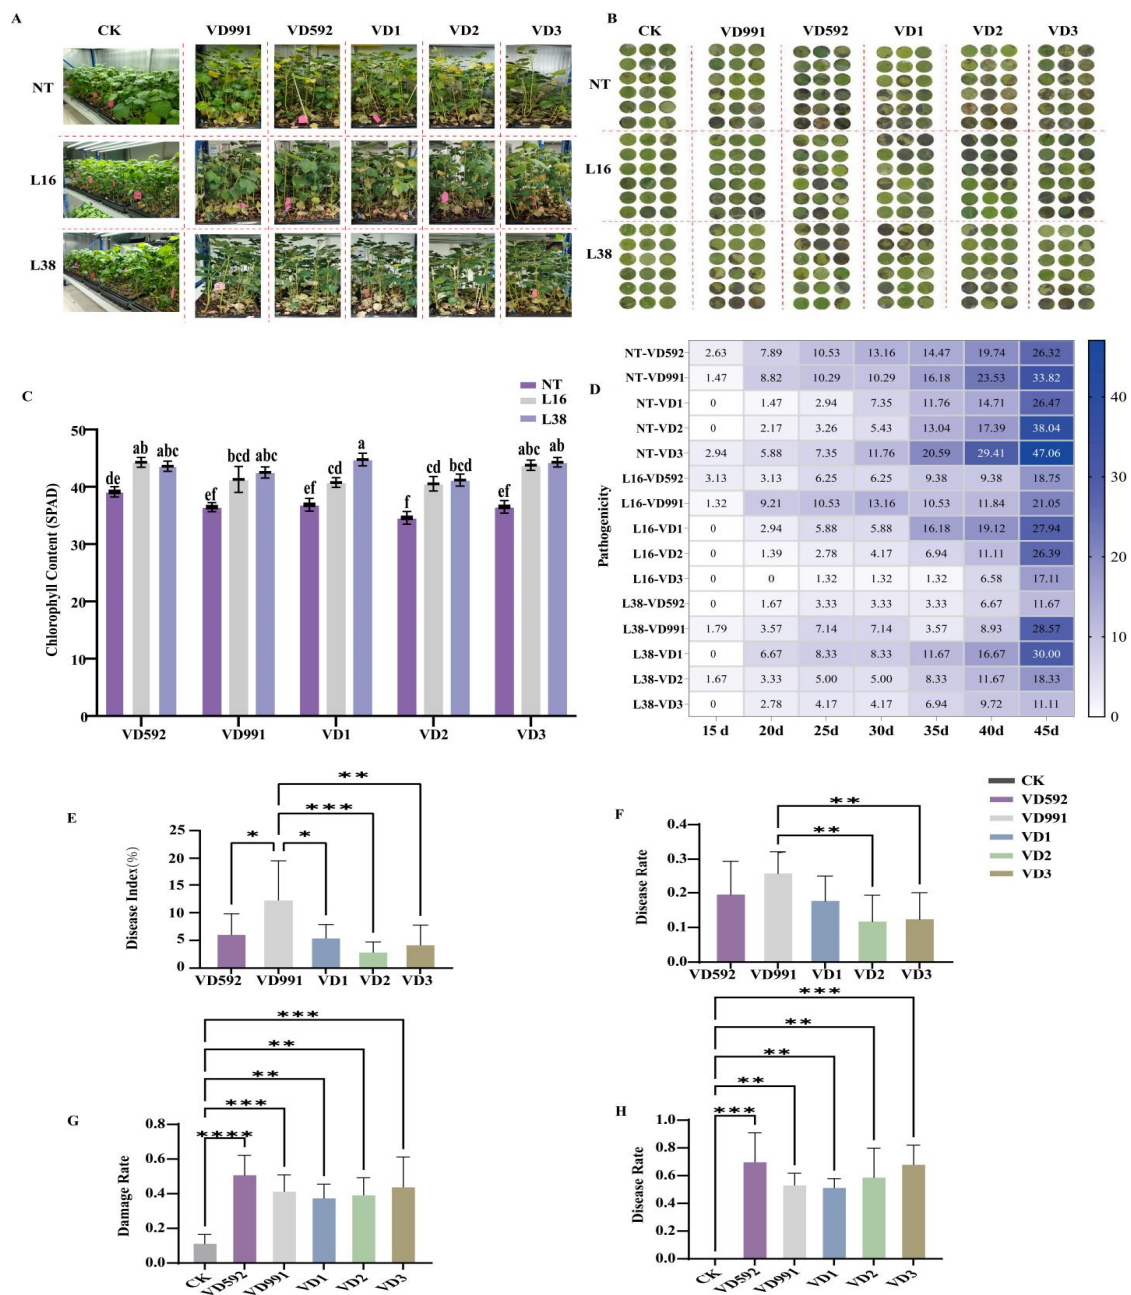 A
CK VD991 VD592 VD1 VD2 VD3
NT
L16
L38
B
CK VD991 VD592 VD1 VD2 VD3
NT
L16
L38
C
NT
L16
L38
Chlorophyll Content (SPAD)
50
40
30
20
10
0
de ab abc
ef bcd abc
ef cd a
f cd bcd
ef abc ab
VD592 VD991 VD1 VD2 VD3
D
Pathogenicity
NT-VD592 2.63 7.89 10.53 13.16 14.47 19.74 26.32
NT-VD991 1.47 8.82 10.29 10.29 16.18 23.53 33.82
NT-VD1 0 1.47 2.94 7.35 11.76 14.71 26.47
NT-VD2 0 2.17 3.26 5.43 13.04 17.39 38.04
NT-VD3 2.94 5.88 7.35 11.76 20.59 29.41 47.06
L16-VD592 3.13 3.13 6.25 6.25 9.38 9.38 18.75
L16-VD991 1.32 9.21 10.53 13.16 10.53 11.84 21.05
L16-VD1 0 2.94 5.88 5.88 16.18 19.12 27.94
L16-VD2 0 1.39 2.78 4.17 6.94 11.11 26.39
L16-VD3 0 0 1.32 1.32 1.32 6.58 17.11
L38-VD592 0 1.67 3.33 3.33 3.33 6.67 11.67
L38-VD991 1.79 3.57 7.14 7.14 3.57 8.93 28.57
L38-VD1 0 6.67 8.33 8.33 11.67 16.67 30.00
L38-VD2 1.67 3.33 5.00 5.00 8.33 11.67 18.33
L38-VD3 0 2.78 4.17 4.17 6.94 9.72 11.11
15 d 20d 25d 30d 35d 40d 45d
40
30
20
10
0
E
Disease Index(%)
25
20
15
10
5
0
* * *** **
VD592 VD991 VD1 VD2 VD3
F
Disease Rate
0.4
0.3
0.2
0.1
0.0
** **
VD592 VD991 VD1 VD2 VD3
CK
VD592
VD991
VD1
VD2
VD3
G
Damage Rate
0.8
0.6
0.4
0.2
0.0
***
**
**
***
****
CK VD592 VD991 VD1 VD2 VD3
H
Disease Rate
1.0
0.8
0.6
0.4
0.2
0.0
***
**
**
**
***
CK VD592 VD991 VD1 VD2 VD3